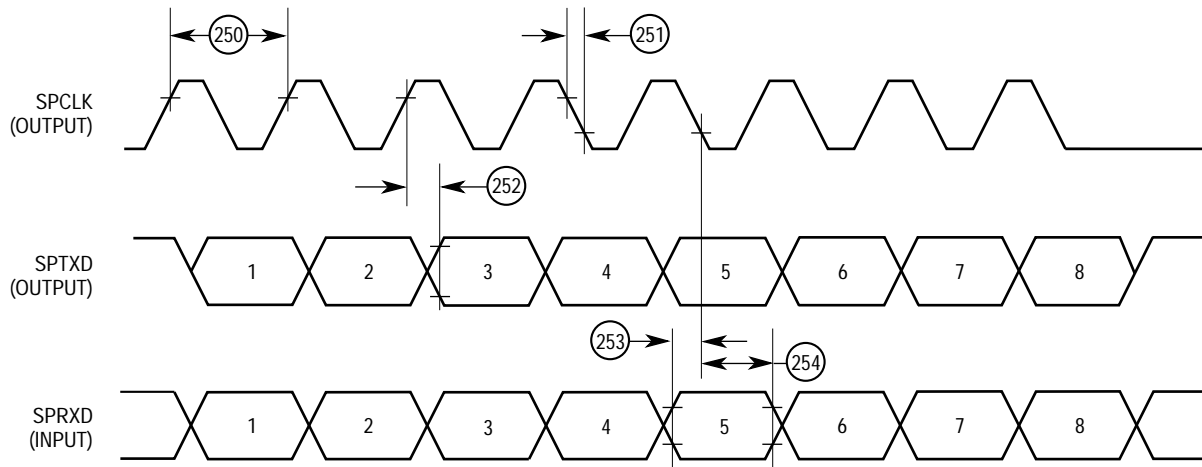 250
251
SPCLK
(OUTPUT)
252
SPTXD
(OUTPUT)
1 2 3 4 5 6 7 8
253
254
SPRXD
(INPUT)
1 2 3 4 5 6 7 8